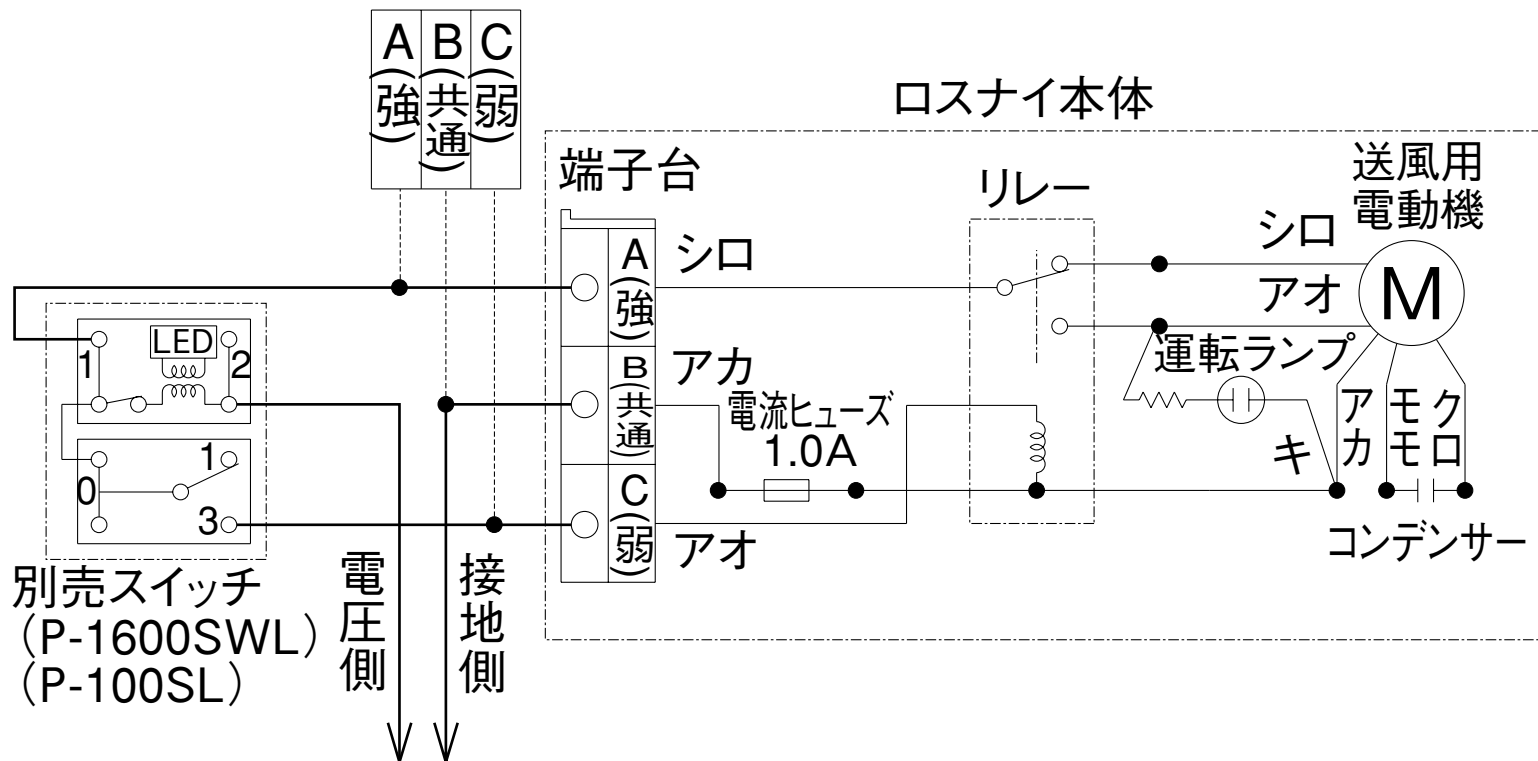 A(強)
B(共通)
C(弱)
ロスナイ本体
端子台
リレー
送風用
電動機
A(強)
シロ
シロ
アオ
M
LED
1
2
B(共通)
アカ
電流ヒューズ
1.0A
運転ランプ
キ
アカ
モモ
クロ
0
1
3
C(弱)
アオ
コンデンサー
別売スイッチ
（P-1600SWL）
（P-100SL）
電圧側
接地側